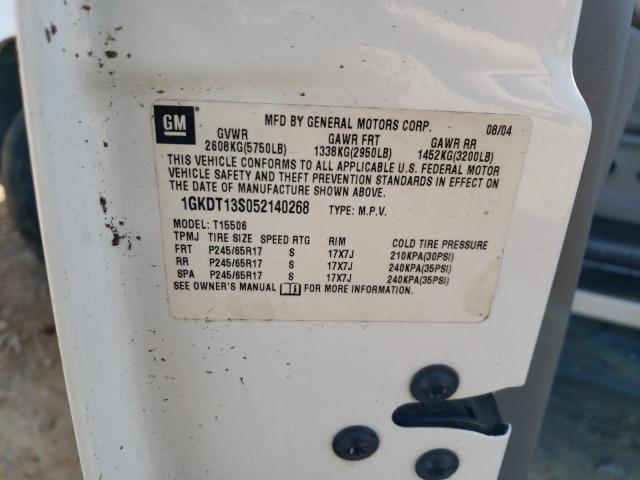 GM
MFD BY GENERAL MOTORS CORP. 08/04
GVWR GAWR FRT GAWR RR
2608KG(5750LB) 1338KG(2950LB) 1452KG(3200LB)
THIS VEHICLE CONFORMS TO ALL APPLICABLE U.S. FEDERAL MOTOR
VEHICLE SAFETY AND THEFT PREVENTION STANDARDS IN EFFECT ON
THE DATE OF MANUFACTURE SHOWN ABOVE.
1GKDT13S052140268 TYPE: M.P.V.
MODEL: T15506
TPMJ TIRE SIZE SPEED RTG RIM COLD TIRE PRESSURE
FRT P245/65R17 S 17X7J 210KPA(30PSI)
RR P245/65R17 S 17X7J 240KPA(35PSI)
SPA P245/65R17 S 17X7J 240KPA(35PSI)
SEE OWNER'S MANUAL FOR MORE INFORMATION.